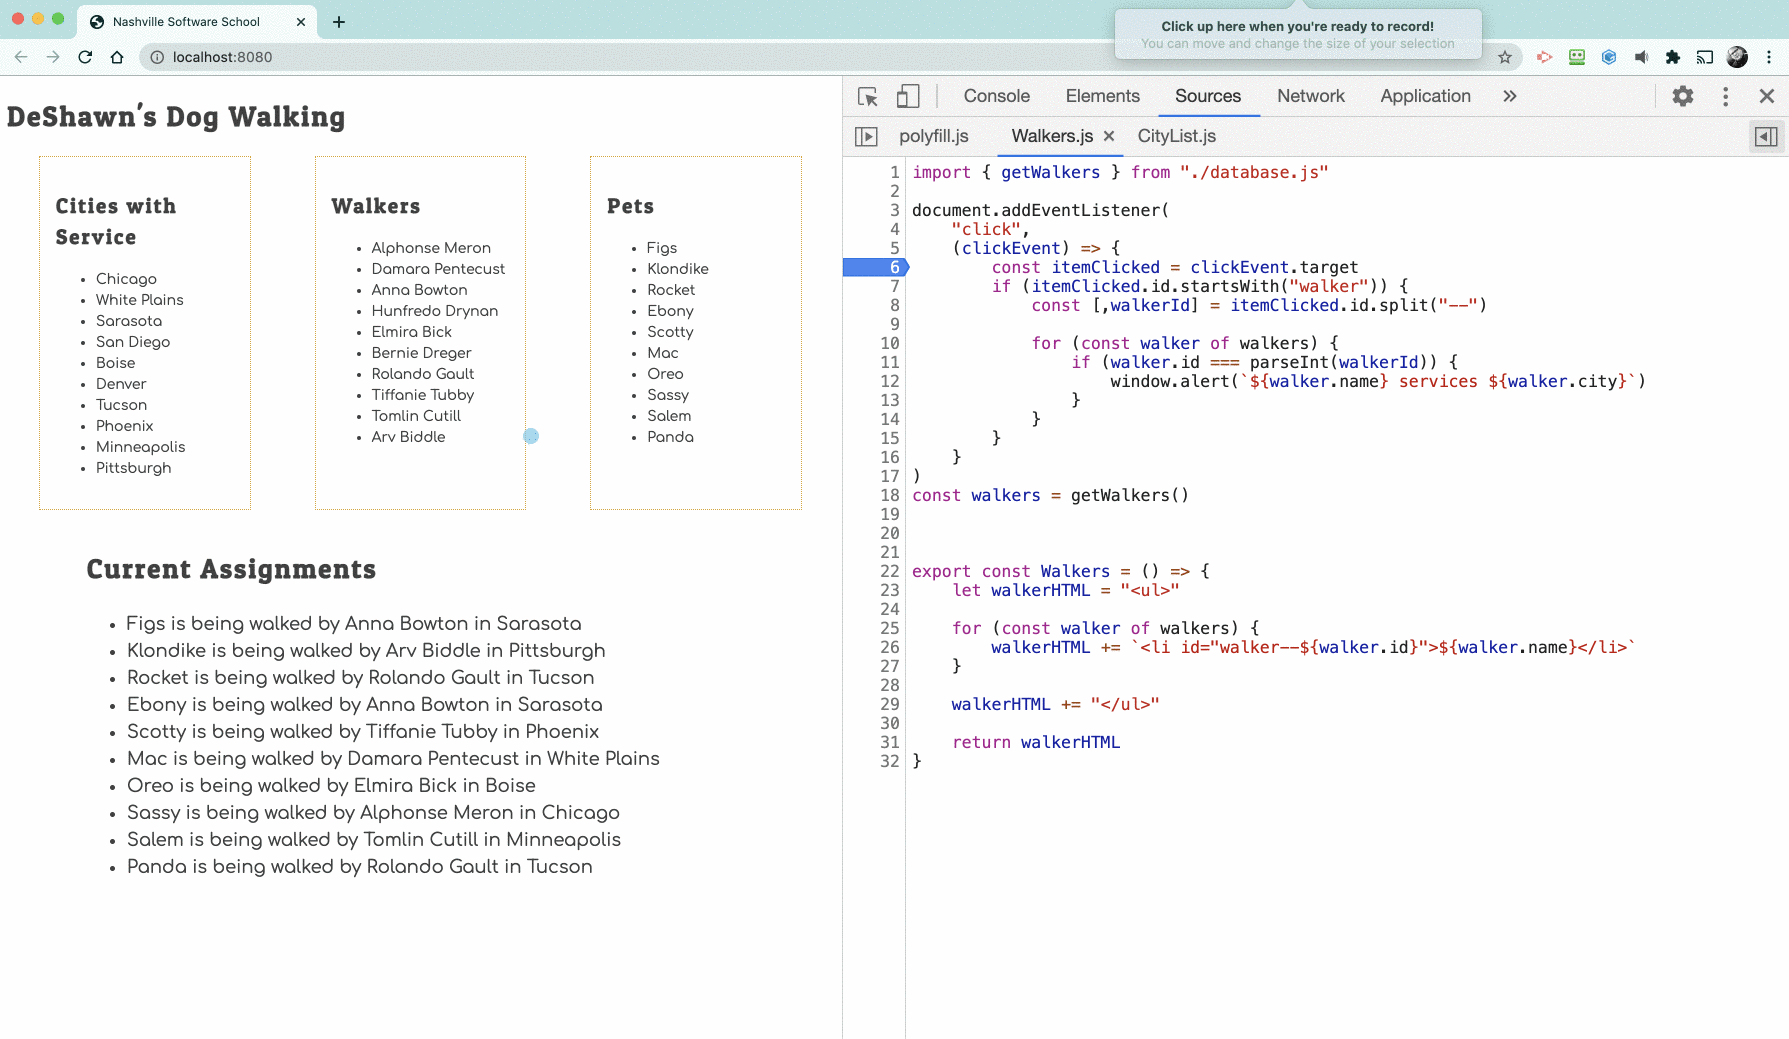 Nashville Software School
Click up here when you're ready to record!
You can move and change the size of your selection
localhost:8080
DeShawn's Dog Walking
Cities with
Service
Chicago
White Plains
Sarasota
San Diego
Boise
Denver
Tucson
Phoenix
Minneapolis
Pittsburgh
Walkers
Alphonse Meron
Damara Pentecust
Anna Bowton
Hunfredo Drynan
Elmira Bick
Bernie Dreger
Rolando Gault
Tiffanie Tubby
Tomlin Cutill
Arv Biddle
Pets
Figs
Klondike
Rocket
Ebony
Scotty
Mac
Oreo
Sassy
Salem
Panda
Current Assignments
Figs is being walked by Anna Bowton in Sarasota
Klondike is being walked by Arv Biddle in Pittsburgh
Rocket is being walked by Rolando Gault in Tucson
Ebony is being walked by Anna Bowton in Sarasota
Scotty is being walked by Tiffanie Tubby in Phoenix
Mac is being walked by Damara Pentecust in White Plains
Oreo is being walked by Elmira Bick in Boise
Sassy is being walked by Alphonse Meron in Chicago
Salem is being walked by Tomlin Cutill in Minneapolis
Panda is being walked by Rolando Gault in Tucson
Console Elements Sources Network Application
polyfill.js Walkers.js CityList.js
1 import { getWalkers } from "./database.js"
2
3 document.addEventListener(
4     "click",
5     (clickEvent) => {
6         const itemClicked = clickEvent.target
7         if (itemClicked.id.startsWith("walker")) {
8             const [,walkerId] = itemClicked.id.split("--")
9
10             for (const walker of walkers) {
11                 if (walker.id === parseInt(walkerId)) {
12                     window.alert(`${walker.name} services ${walker.city}`)
13                 }
14             }
15         }
16     }
17 )
18 const walkers = getWalkers()
19
20
21
22 export const Walkers = () => {
23     let walkerHTML = "<ul>"
24
25     for (const walker of walkers) {
26         walkerHTML += `<li id="walker--${walker.id}">${walker.name}</li>`
27     }
28
29     walkerHTML += "</ul>"
30
31     return walkerHTML
32 }